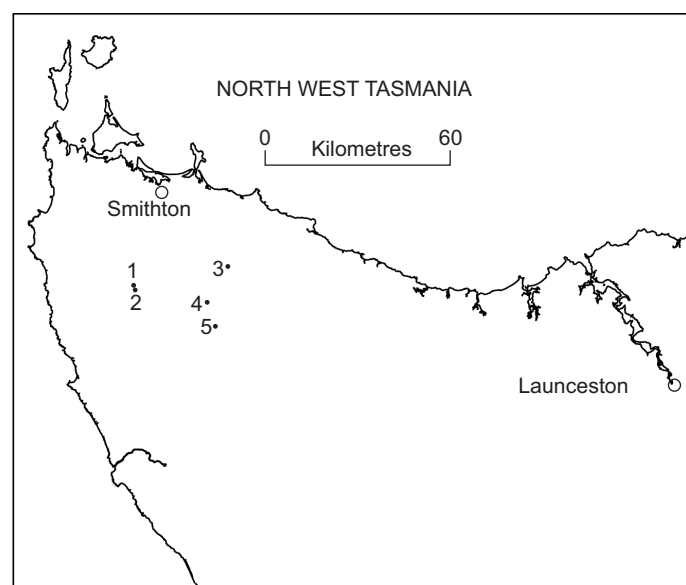 NORTH WEST TASMANIA
0 60
Kilometres
Smithton
1
2
3
4
5
Launceston